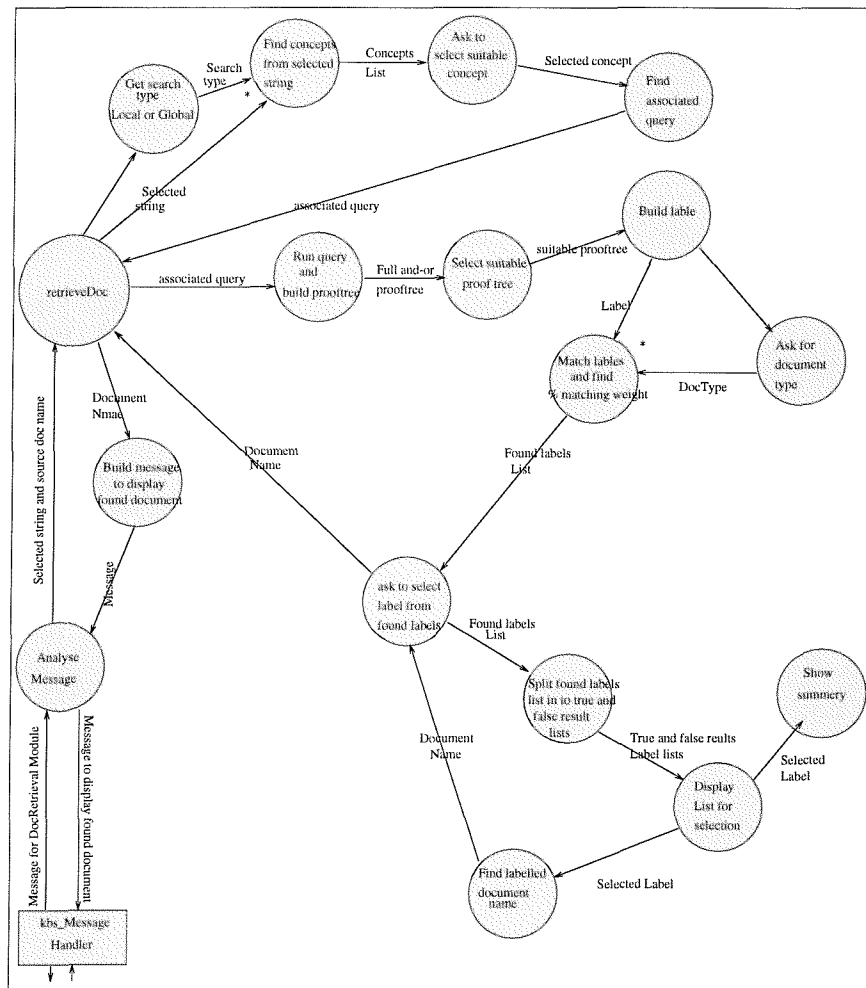 Find concepts
from selected
string
Ask to
select suitable
concept
Concepts
List
Selected concept
Search
type
*
Get search
type
Local or Global
Find
associated
query
Selected
string
associated query
Build lable
Run query
and
build prooftree
associated query
Full and-or
prooftree
Select suitable
proof tree
suitable prooftree
retrieveDoc
Label
*
Ask for
document
type
Match lables
and find
% matching weight
DocType
Document
Nmae
Found labels
List
Document
Name
Build message
to display
found document
Selected string and source doc name
Message
ask to select
label from
found labels
Found labels
List
Analyse
Message
Split found labels
list in to true and
false result
lists
Show
summery
Document
Name
True and false reults
Label lists
Selected
Label
Display
List for
selection
Message for DocRetrieval Module
Message to display
found document
Find labelled
document
name
Selected Label
kbs_Message
Handler